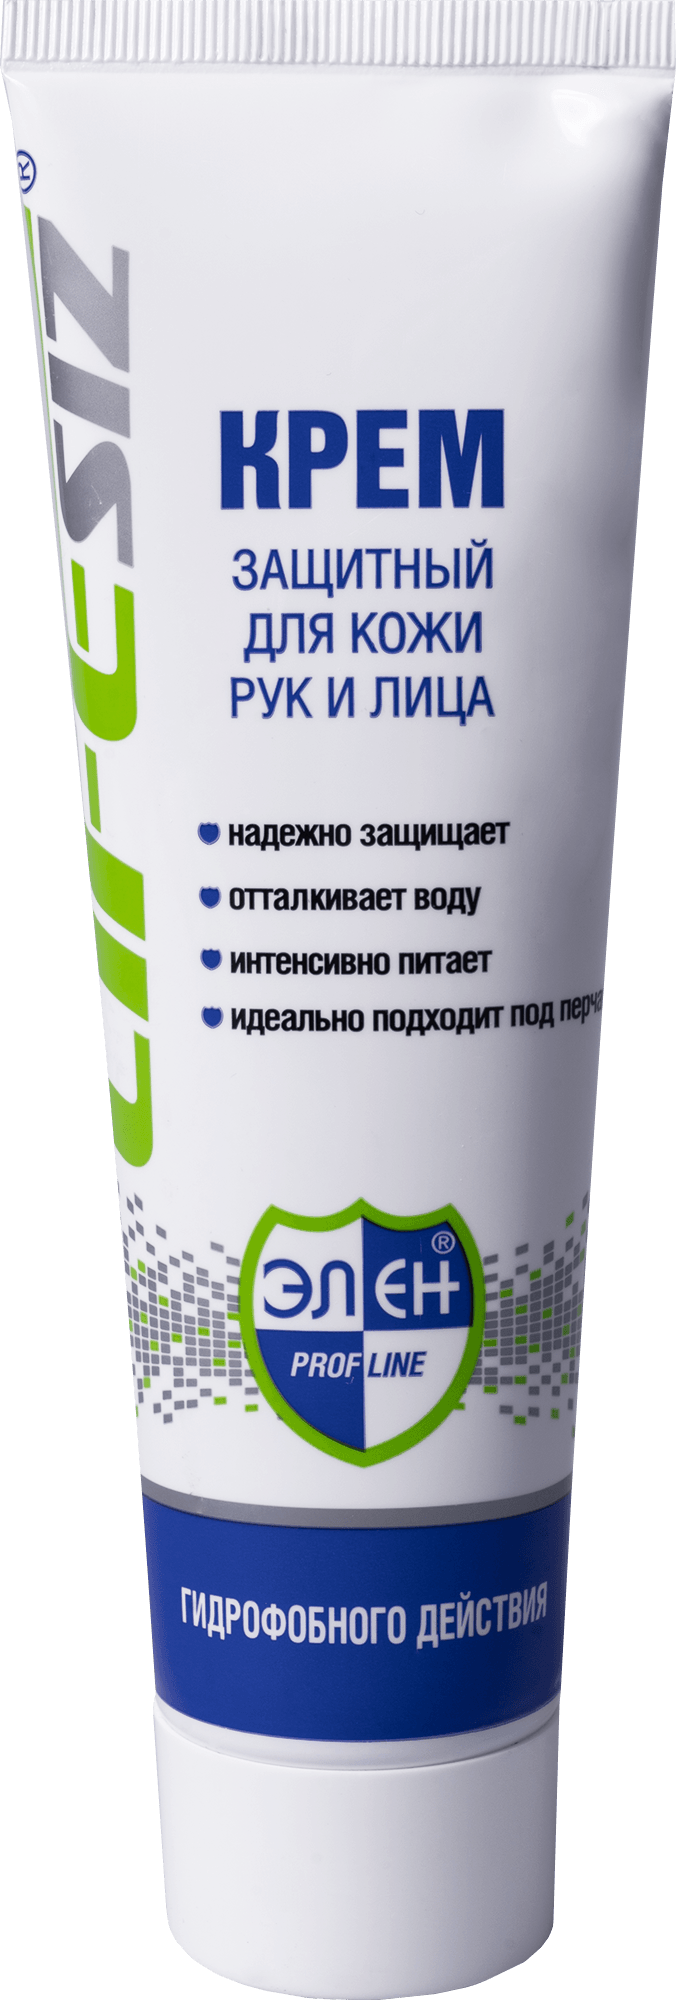 КРЕМ
ЗАЩИТНЫЙ
ДЛЯ КОЖИ
РУК И ЛИЦА
надежно защищает
отталкивает воду
интенсивно питает
идеально подходит под
ЭЛЕН®
PROF LINE
ГИДРОФОБНОГО ДЕЙСТВИЯ